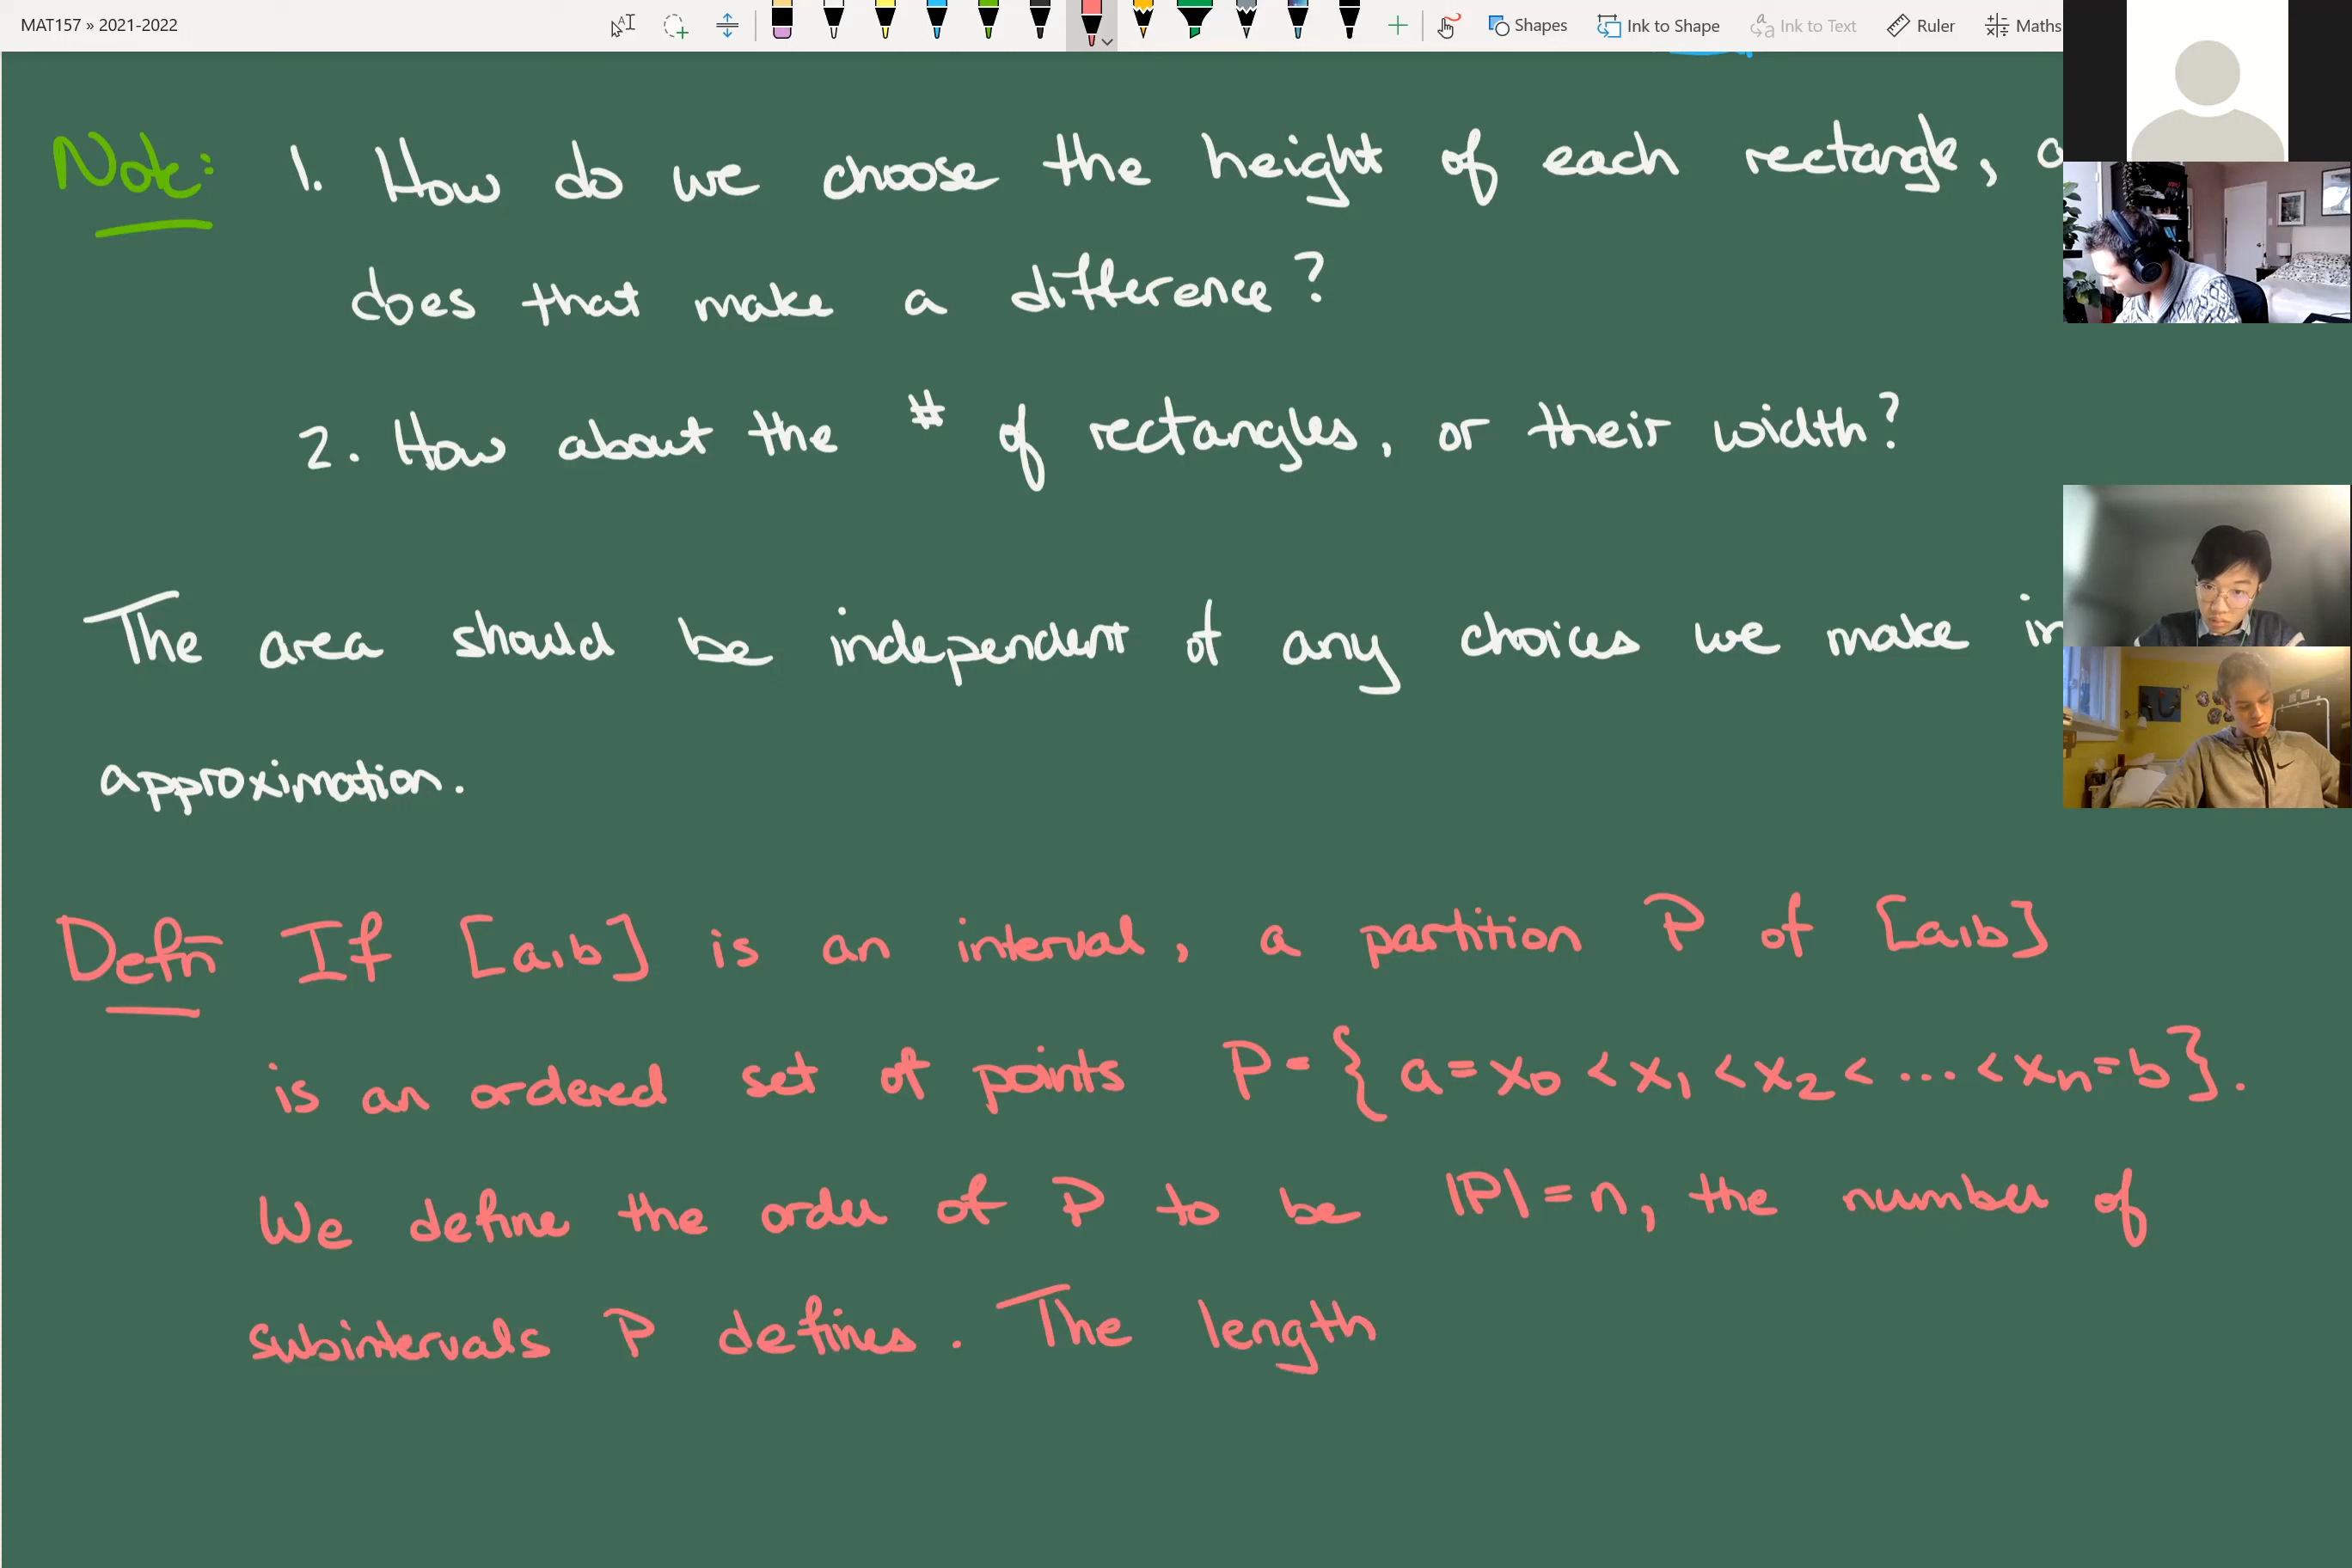 MAT157 » 2021-2022
Shapes Ink to Shape Ink to Text Ruler Maths
Note: 1. How do we choose the height of each rectangle,
does that make a difference?
2. How about the # of rectangles, or their width?
The area should be independent of any choices we make in
approximation.
Defn If [a,b] is an interval, a partition P of [a,b]
is an ordered set of points P = { a = x₀ < x₁ < x₂ < ... < xₙ = b }.
We define the order of P to be |P| = n, the number of
subintervals P defines. The length